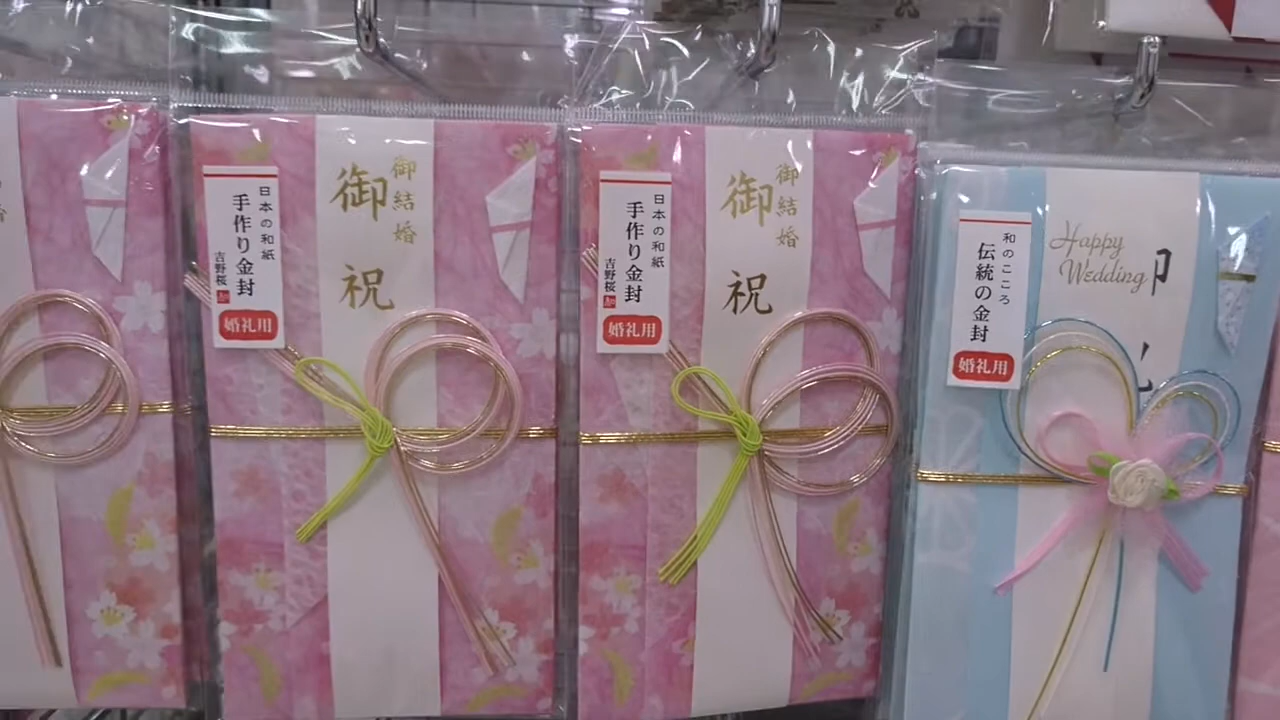 日本の和紙
手作り金封
吉野桜
婚礼用
御結婚
御祝
日本の和紙
手作り金封
吉野桜
婚礼用
御結婚
御祝
和のこころ
伝統の金封
婚礼用
Happy
Wedding